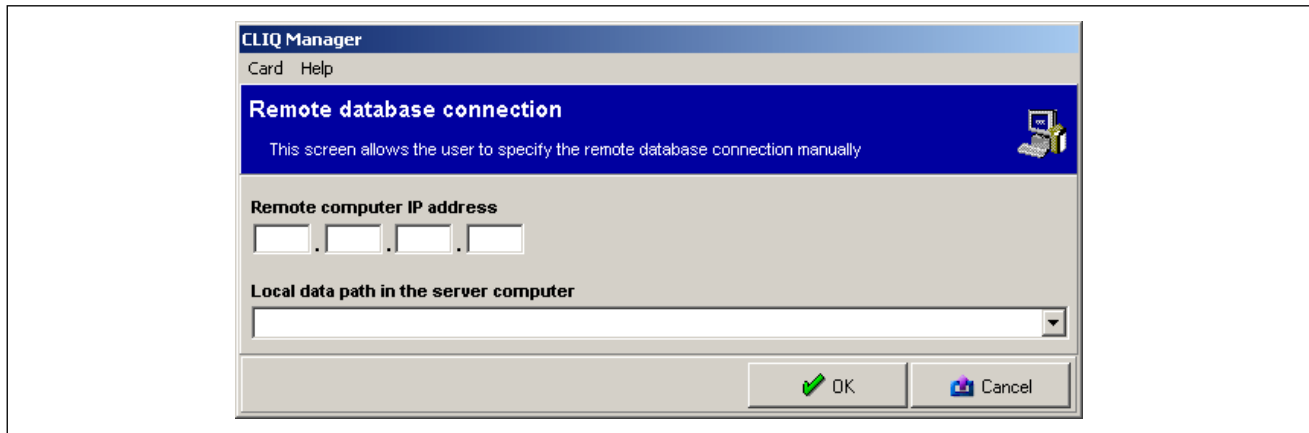 CLIQ Manager
Card Help
Remote database connection
This screen allows the user to specify the remote database connection manually
Remote computer IP address
. . .
Local data path in the server computer
OK Cancel